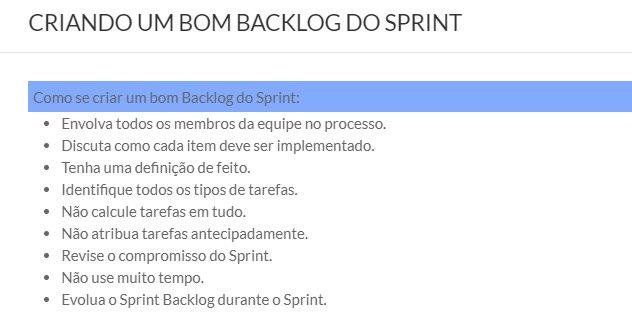 CRIANDO UM BOM BACKLOG DO SPRINT
Como se criar um bom Backlog do Sprint:
• Envolva todos os membros da equipe no processo.
• Discuta como cada item deve ser implementado.
• Tenha uma definição de feito.
• Identifique todos os tipos de tarefas.
• Não calcule tarefas em tudo.
• Não atribua tarefas antecipadamente.
• Revise o compromisso do Sprint.
• Não use muito tempo.
• Evolua o Sprint Backlog durante o Sprint.